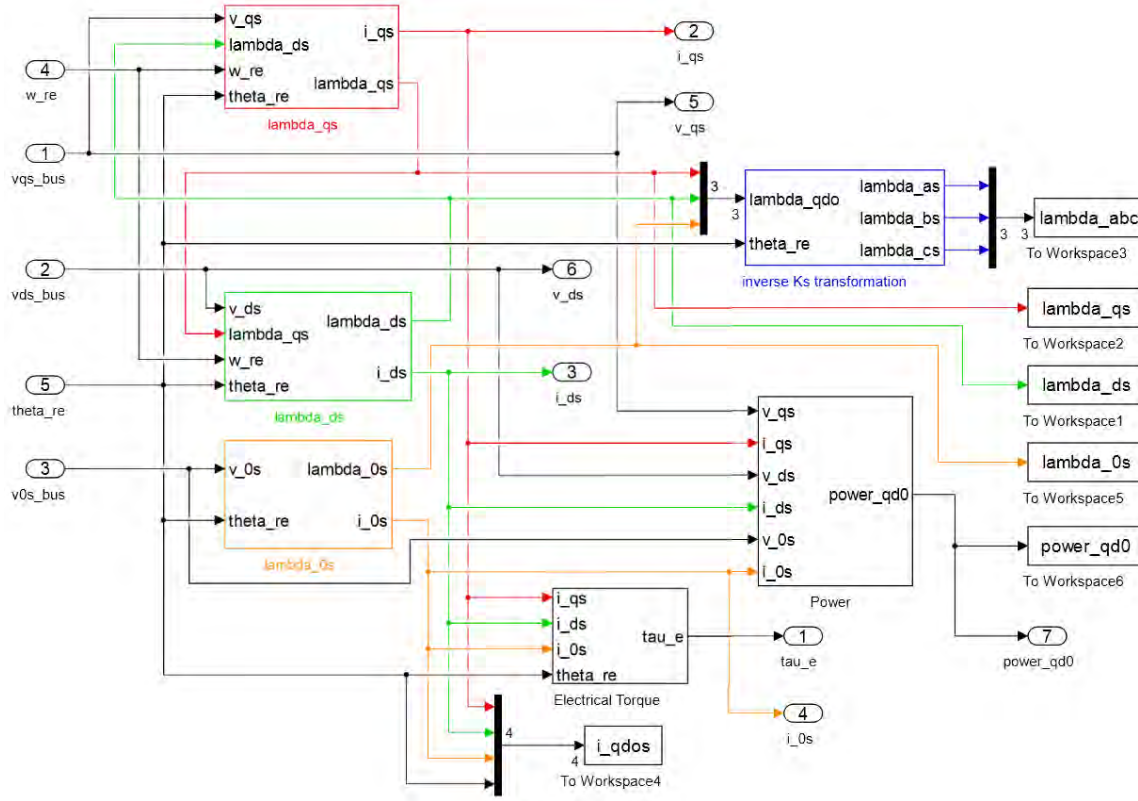 v_qs
lambda_ds
w_re
theta_re
i_qs
lambda_qs
lambda_qs
4
w_re
1
vqs_bus
2
i_qs
5
v_qs
3
3
lambda_qdo
theta_re
lambda_as
lambda_bs
lambda_cs
inverse Ks transformation
3
3
lambda_abc
To Workspace3
2
vds_bus
6
v_ds
v_ds
lambda_qs
w_re
theta_re
lambda_ds
i_ds
lambda_ds
lambda_qs
To Workspace2
5
theta_re
3
i_ds
lambda_ds
To Workspace1
3
v0s_bus
v_0s
theta_re
lambda_0s
i_0s
lambda_0s
v_qs
i_qs
v_ds
i_ds
v_0s
i_0s
power_qd0
Power
lambda_0s
To Workspace5
power_qd0
To Workspace6
i_qs
i_ds
i_0s
theta_re
tau_e
Electrical Torque
1
tau_e
7
power_qd0
4
i_0s
4
4
i_qdos
To Workspace4